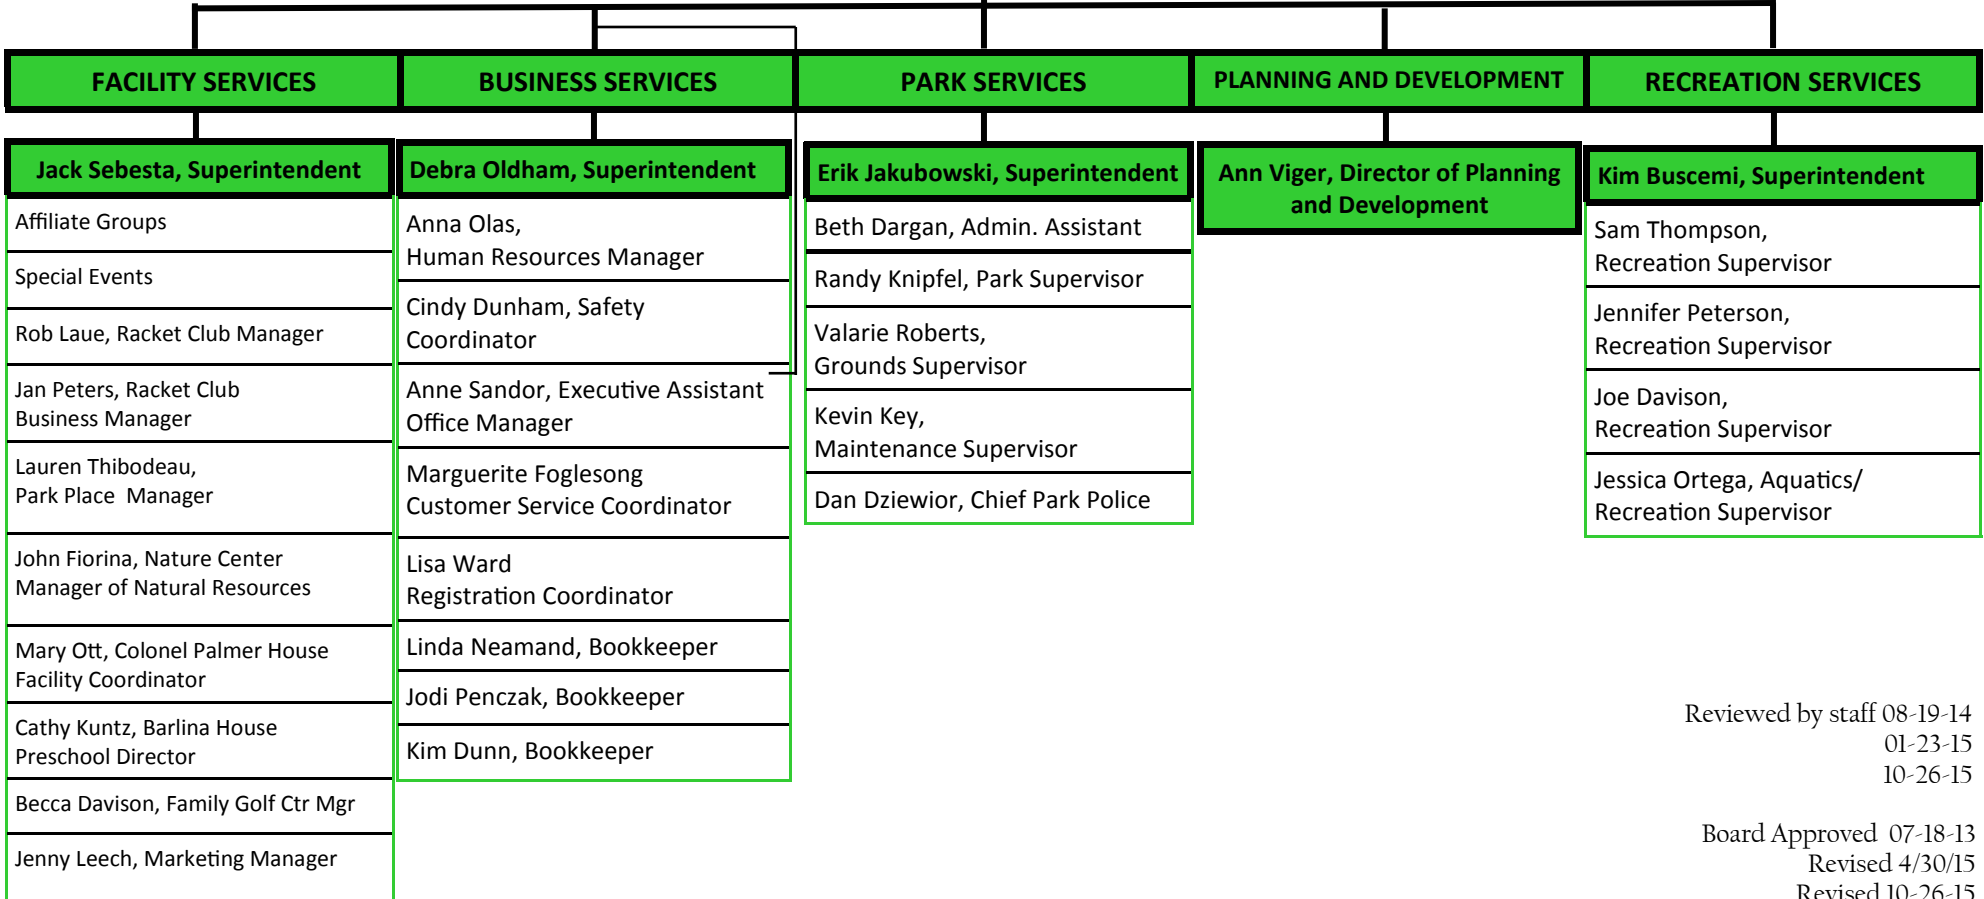 FACILITY SERVICES
BUSINESS SERVICES
PARK SERVICES
PLANNING AND DEVELOPMENT
RECREATION SERVICES
Jack Sebesta, Superintendent
Affiliate Groups
Special Events
Rob Laue, Racket Club Manager
Jan Peters, Racket Club
Business Manager
Lauren Thibodeau,
Park Place  Manager
John Fiorina, Nature Center
Manager of Natural Resources
Mary Ott, Colonel Palmer House
Facility Coordinator
Cathy Kuntz, Barlina House
Preschool Director
Becca Davison, Family Golf Ctr Mgr
Jenny Leech, Marketing Manager
Debra Oldham, Superintendent
Anna Olas,
Human Resources Manager
Cindy Dunham, Safety
Coordinator
Anne Sandor, Executive Assistant
Office Manager
Marguerite Foglesong
Customer Service Coordinator
Lisa Ward
Registration Coordinator
Linda Neamand, Bookkeeper
Jodi Penczak, Bookkeeper
Kim Dunn, Bookkeeper
Erik Jakubowski, Superintendent
Beth Dargan, Admin. Assistant
Randy Knipfel, Park Supervisor
Valarie Roberts,
Grounds Supervisor
Kevin Key,
Maintenance Supervisor
Dan Dziewior, Chief Park Police
Ann Viger, Director of Planning
and Development
Kim Buscemi, Superintendent
Sam Thompson,
Recreation Supervisor
Jennifer Peterson,
Recreation Supervisor
Joe Davison,
Recreation Supervisor
Jessica Ortega, Aquatics/
Recreation Supervisor
Reviewed by staff 08-19-14
01-23-15
10-26-15
Board Approved  07-18-13
Revised 4/30/15
Revised 10-26-15